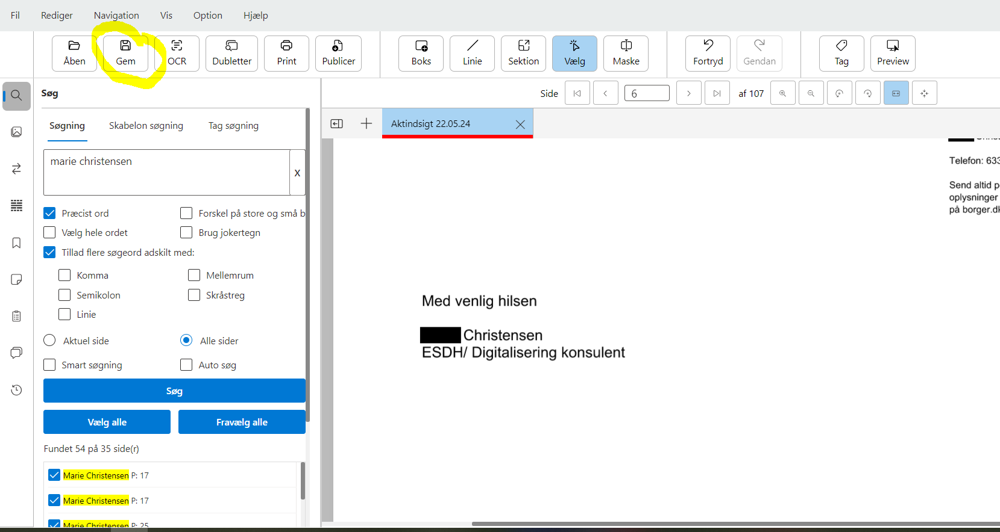 Fil Rediger Navigation Vis Option Hjælp
Åben Gem OCR Dubletter Print Publicer Boks Linie Sektion Vælg Maske Fortryd Gendan Tag Preview
Søg
Side 6 af 107
Søgning Skabelon søgning Tag søgning
Aktindsigt 22.05.24
marie christensen
X
Præcist ord Forskel på store og små b
Vælg hele ordet Brug jokertegn
Tillad flere søgeord adskilt med:
Komma Mellemrum
Semikolon Skråstreg
Linie
Aktuel side Alle sider
Smart søgning Auto søg
Søg
Vælg alle Fravælg alle
Fundet 54 på 35 side(r)
Marie Christensen P: 17
Marie Christensen P: 17
Marie Christensen P: 25
Telefon: 633
Send altid p
oplysninger
på borger.dk
Med venlig hilsen
Christensen
ESDH/ Digitalisering konsulent